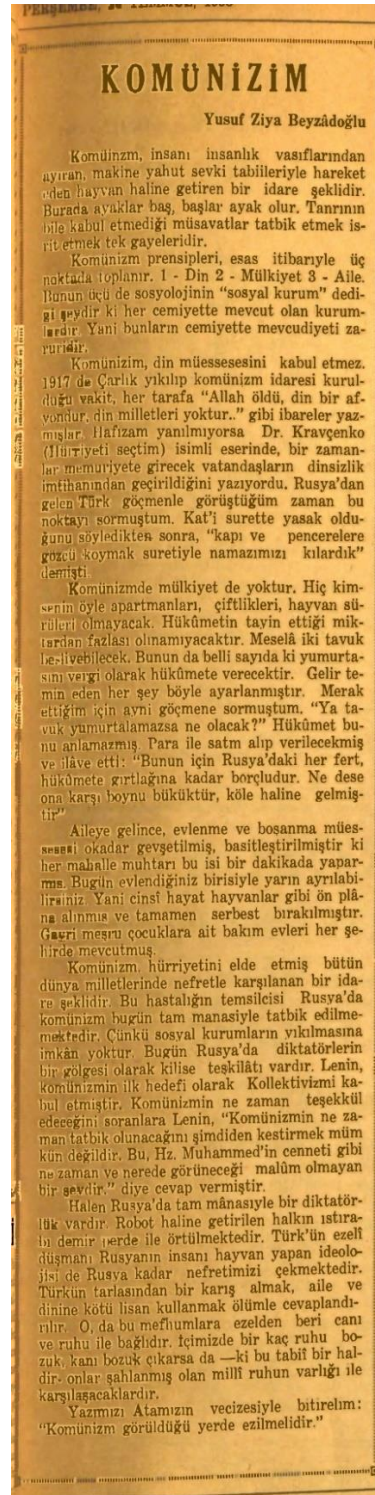 PERŞEMBE,
KOMÜNİZİM
Yusuf Ziya Beyzâdoğlu
Komüinzm, insanı insanlık vasıflarından
ayıran, makine yahut sevki tabiileriyle hareket
eden hayvan haline getiren bir idare şeklidir.
Burada ayaklar baş, başlar ayak olur. Tanrının
bile kabul etmediği müsavatlar tatbik etmek is-
rit etmek tek gayeleridir.
Komünizm prensipleri, esas itibarıyle üç
noktada toplanır. 1 - Din 2 - Mülkiyet 3 - Aile.
Bunun üçü de sosyolojinin “sosyal kurum” dedi-
ği şeydir ki her cemiyette mevcut olan kurum-
lardır. Yani bunların cemiyette mevcudiyeti za-
ruridir.
Komünizim, din müessesesini kabul etmez.
1917 de Çarlık yıkılıp komünizm idaresi kurul-
duğu vakit, her tarafa “Allah öldü, din bir af-
yondur, din milletleri yoktur..” gibi ibareler yaz-
mışlar. Hafızam yanılmıyorsa Dr. Kravçenko
(Hürriyeti seçtim) isimli eserinde, bir zaman-
lar memuriyete girecek vatandaşların dinsizlik
imtihanından geçirildiğini yazıyordu. Rusya'dan
gelen Türk göçmenle görüştüğüm zaman bu
noktayı sormuştum. Kat'i surette yasak oldu-
ğunu söyledikten sonra, “kapı ve pencerelere
gözcü koymak suretiyle namazımızı kılardık”
demişti
Komünizmde mülkiyet de yoktur. Hiç kim-
senin öyle apartmanları, çiftlikleri, hayvan sü-
rüleri olmayacak. Hükûmetin tayin ettiği mik-
tardan fazlası olınamıyacaktır. Meselâ iki tavuk
besliyebilecek. Bunun da belli sayıda ki yumurta-
sını vergi olarak hükûmete verecektir. Gelir te-
min eden her şey böyle ayarlanmıştır. Merak
ettiğim için ayni göçmene sormuştum. “Ya ta-
vuk yumurtalamazsa ne olacak?” Hükûmet bu-
nu anlamazmış. Para ile satm alıp verilecekmiş
ve ilâve etti: “Bunun için Rusya'daki her fert,
hükûmete gırtlağına kadar borçludur. Ne dese
ona karşı boynu büküktür, köle haline gelmiş-
tir”
Aileye gelince, evlenme ve boşanma mües-
sesesi okadar gevşetilmiş, basitleştirilmiştir ki
her mahalle muhtarı bu isi bir dakikada yapar-
mış. Bugün evlendiğiniz birisiyle yarın ayrılabi-
lirsiniz. Yani cinsî hayat hayvanlar gibi ön plâ-
na alınmış ve tamamen serbest bırakılmıştır.
Gayri meşru çocuklara ait bakım evleri her şe-
hirde mevcutmuş.
Komünizm, hürriyetini elde etmiş bütün
dünya milletlerinde nefretle karşılanan bir ida-
re şeklidir. Bu hastalığın temsilcisi Rusya'da
komünizm bugün tam manasiyle tatbik edilme-
mektedir. Çünkü sosyal kurumların yıkılmasına
imkân yoktur. Bugün Rusya'da diktatörlerin
bir gölgesi olarak kilise teşkilâtı vardır. Lenin,
komünizmin ilk hedefi olarak Kollektivizmi ka-
bul etmiştir. Komünizmin ne zaman teşekkül
edeceğini soranlara Lenin, “Komünizmin ne za-
man tatbik olunacağını şimdiden kestirmek müm
kün değildir. Bu, Hz. Muhammed'in cenneti gibi
ne zaman ve nerede görüneceği malûm olmayan
bir şeydir.” diye cevap vermiştir.
Halen Rusya'da tam mânasıyle bir diktatör-
lük vardır. Robot haline getirilen halkın ıstıra-
bı demir perde ile örtülmektedir. Türk'ün ezelî
düşmanı Rusyanın insanı hayvan yapan ideolo-
jisi de Rusya kadar nefretimizi çekmektedir.
Türkün tarlasından bir karış almak, aile ve
dinine kötü lisan kullanmak ölümle cevaplandı-
rılır. O, da bu mefhumlara ezelden beri canı
ve ruhu ile bağlıdır. İçimizde bir kaç ruhu bo-
zuk, kanı bozuk çıkarsa da —ki bu tabiî bir hal-
dir- onlar şahlanmış olan millî ruhun varlığı ile
karşılaşacaklardır.
Yazımızı Atamızın vecizesiyle bitirelim:
“Komünizm görüldüğü yerde ezilmelidir.”